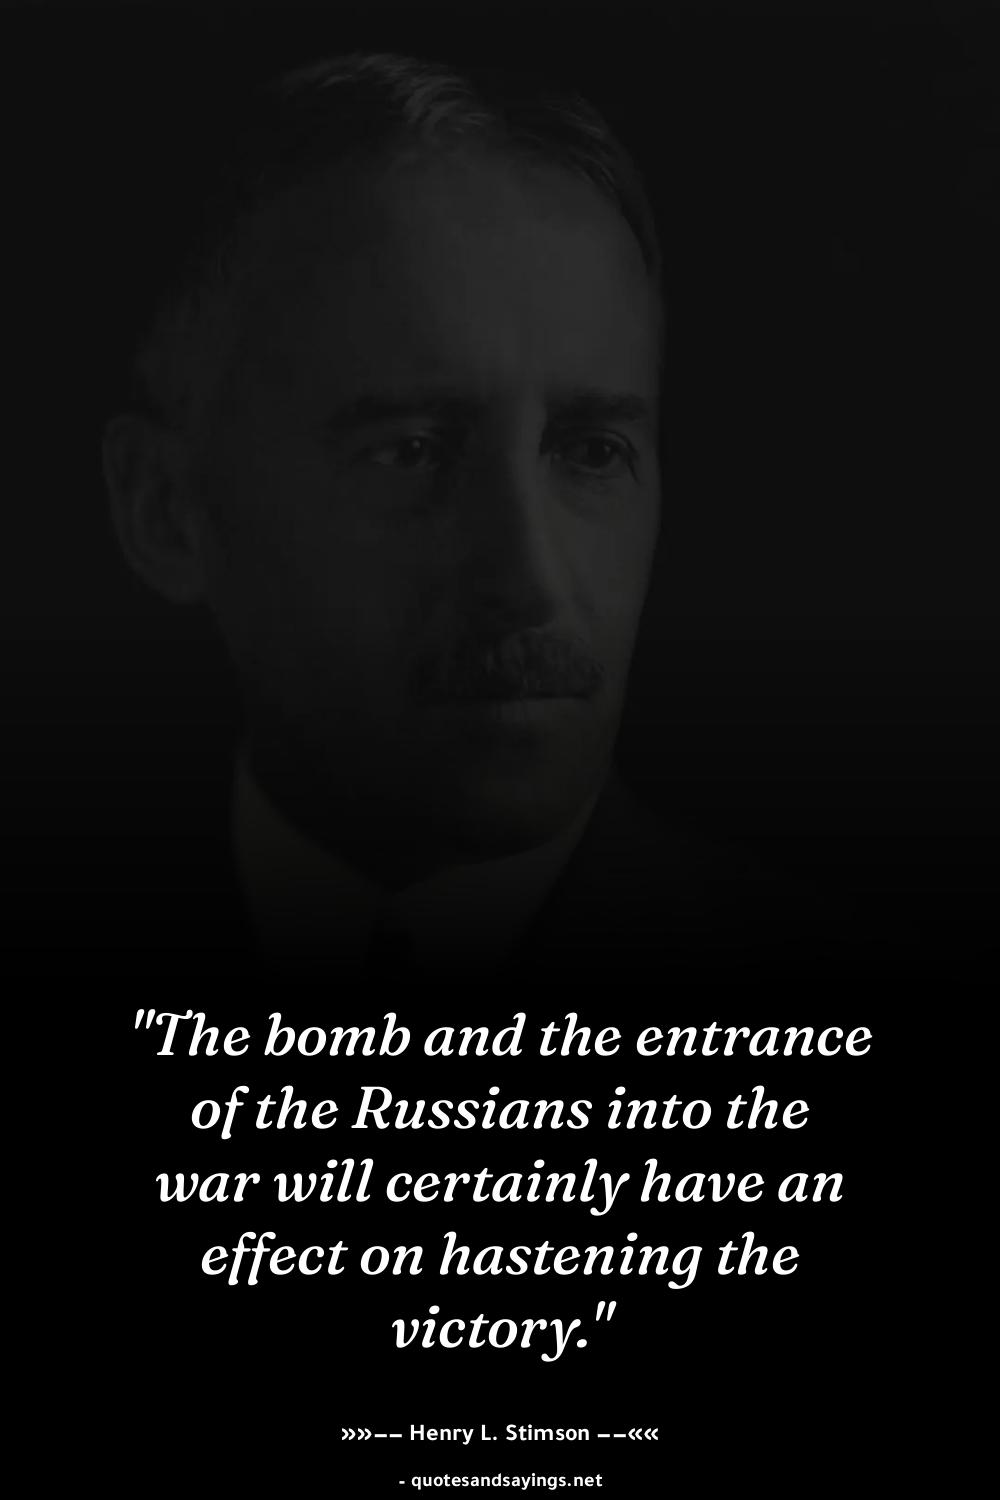 "The bomb and the entrance
of the Russians into the
war will certainly have an
effect on hastening the
victory."
»»–– Henry L. Stimson ––««
- quotesandsayings.net